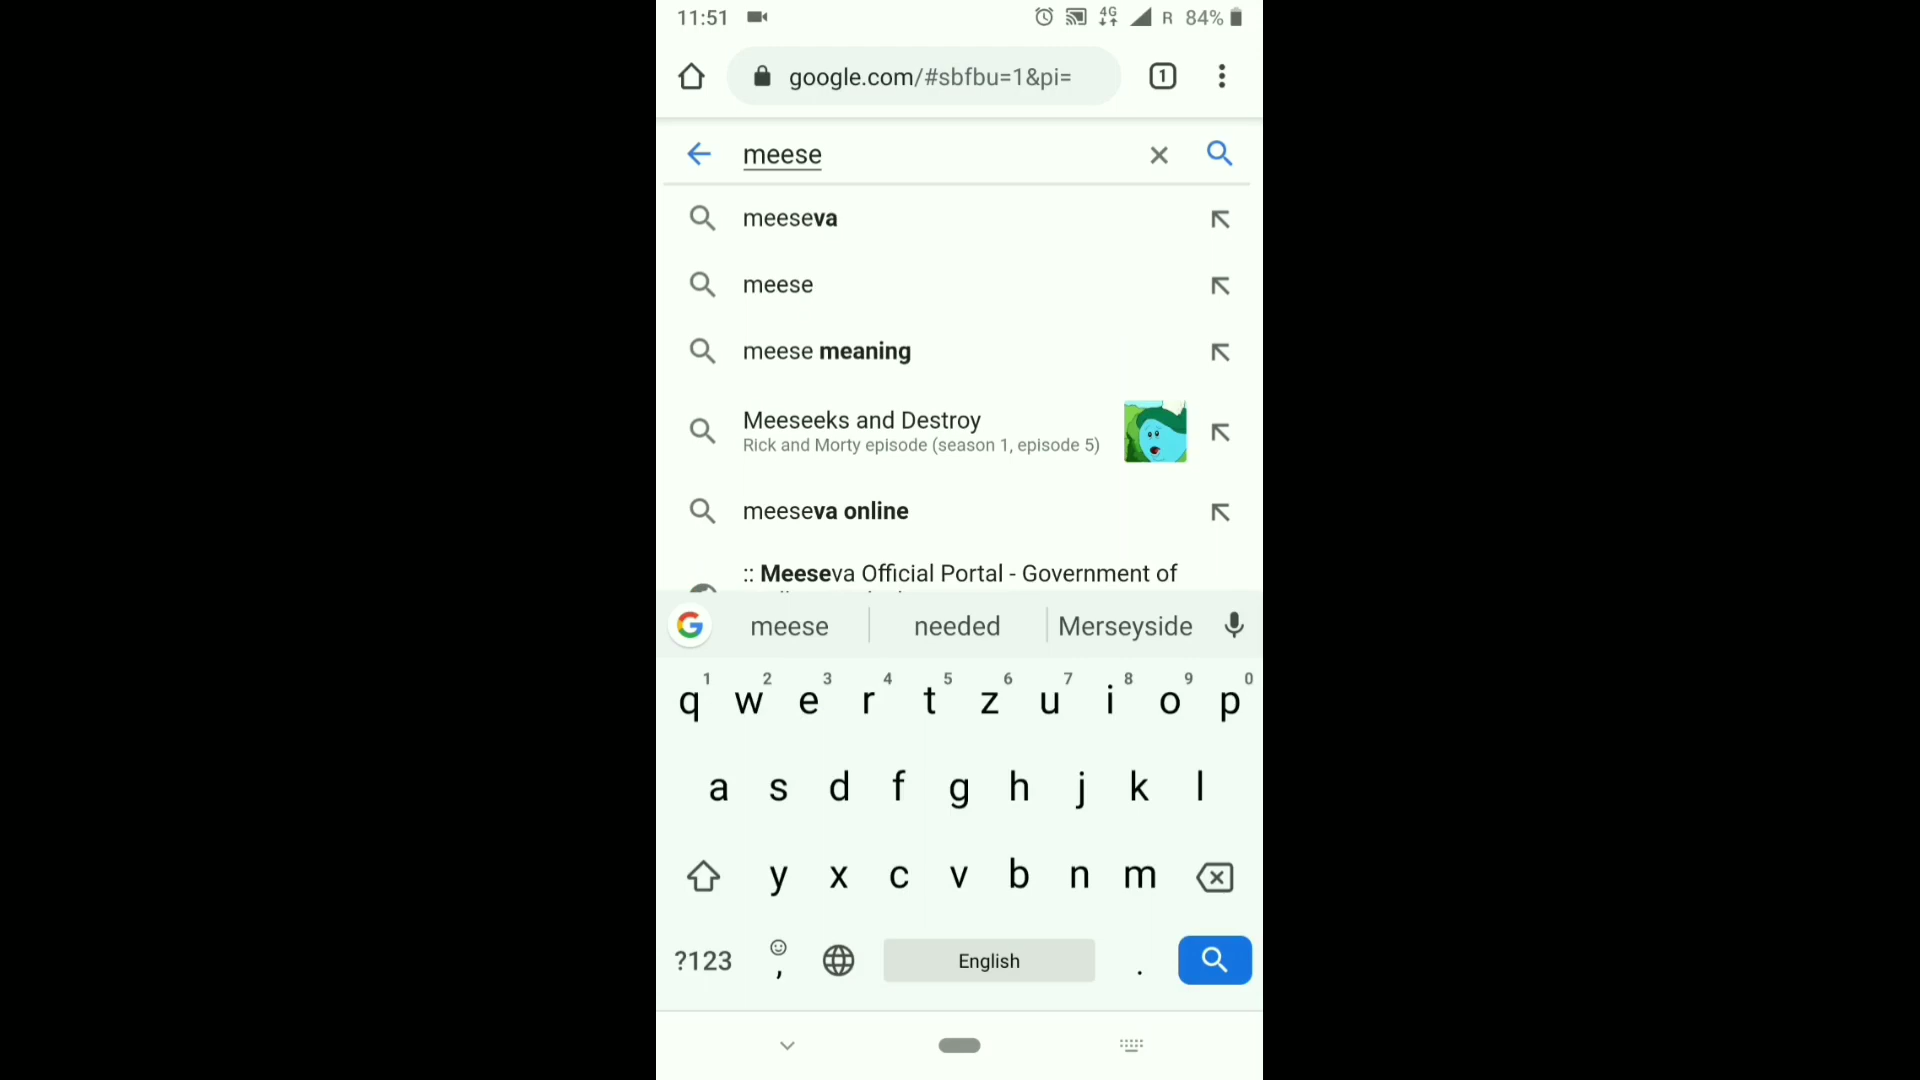 11:51 4G R 84%
google.com/#sbfbu=1&pi= 1
meese
meeseva
meese
meese meaning
Meeseeks and Destroy
Rick and Morty episode (season 1, episode 5)
meeseva online
:: Meeseva Official Portal - Government of
meese needed Merseyside
1 2 3 4 5 6 7 8 9 0
q w e r t z u i o p
a s d f g h j k l
y x c v b n m
?123 , English .